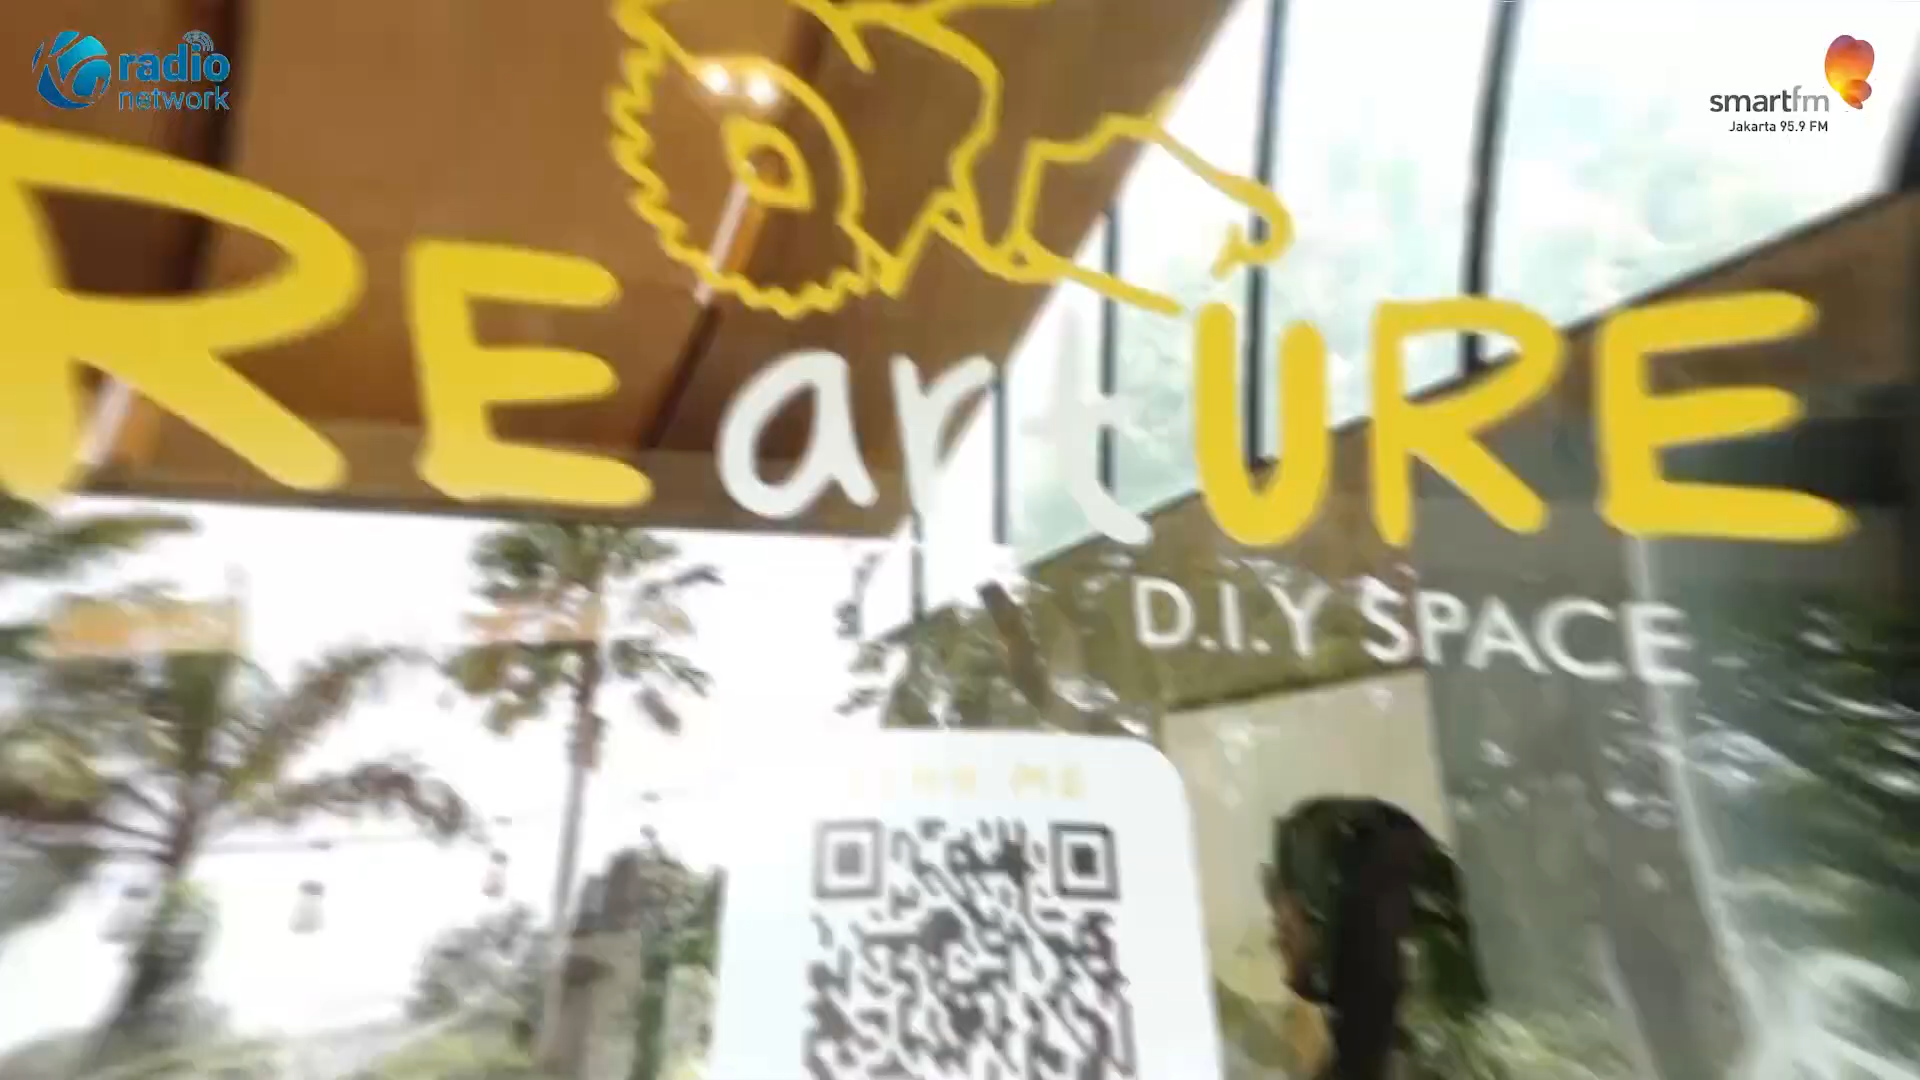 radio
network
smartfm
Jakarta 95.9 FM
REartURE
D.I.Y SPACE